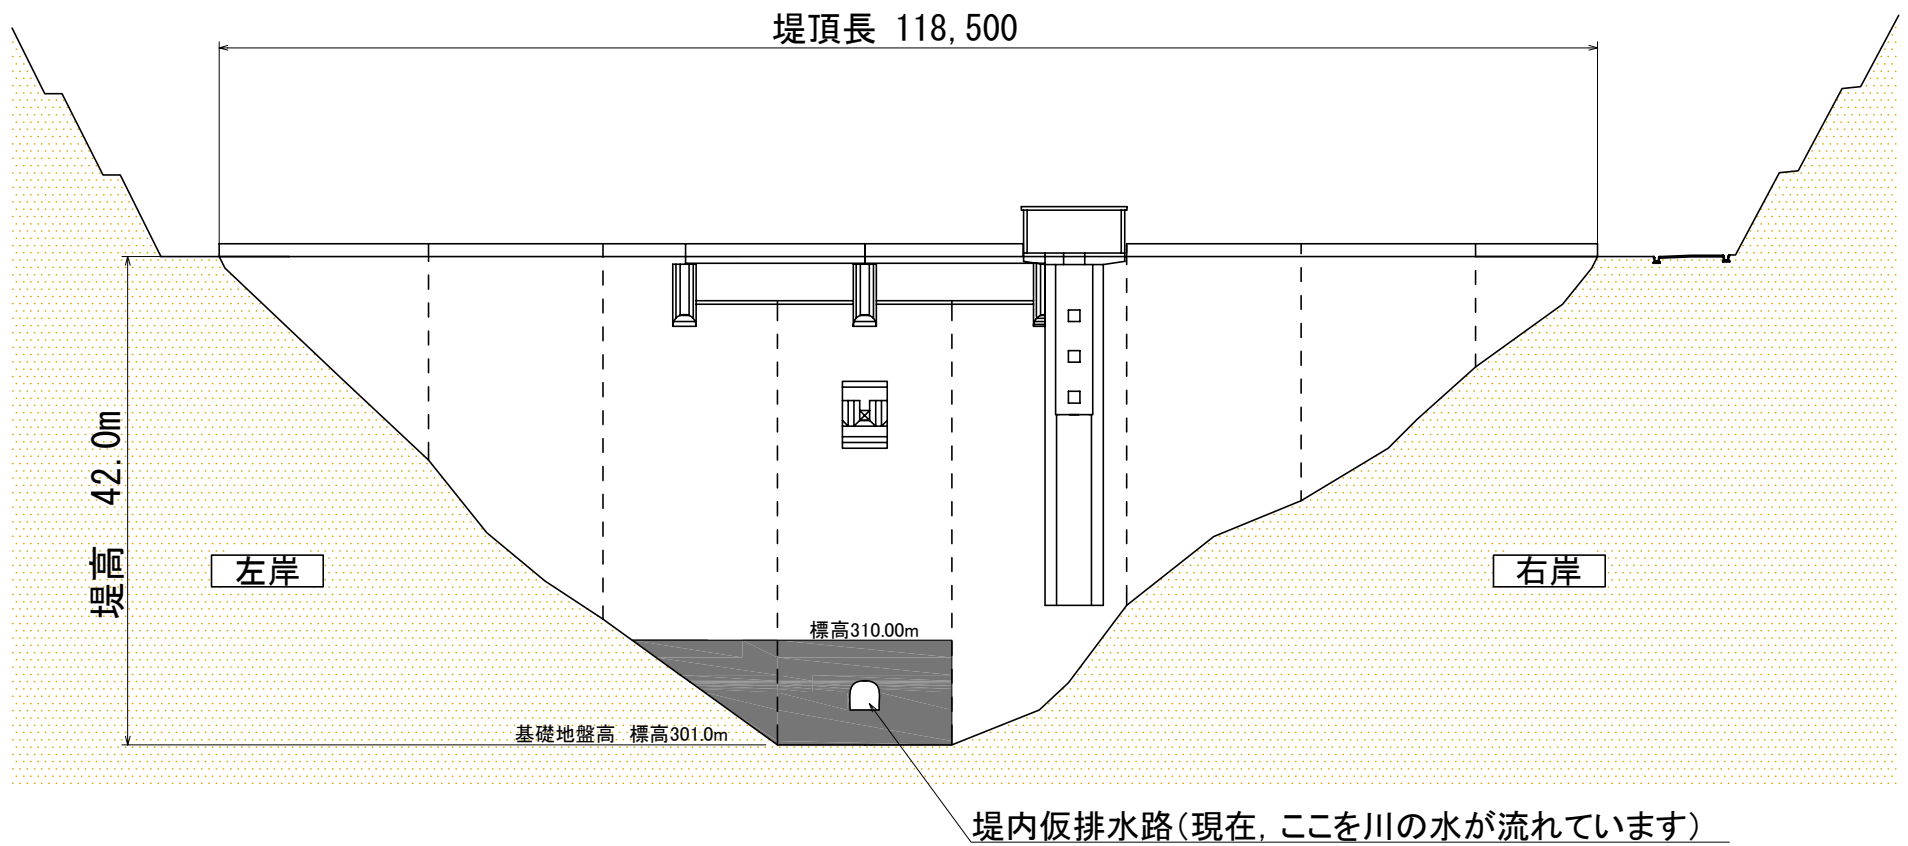 堤頂長 118,500
堤高 42.0m
左岸
右岸
標高310.00m
基礎地盤高 標高301.0m
堤内仮排水路(現在,ここを川の水が流れています)